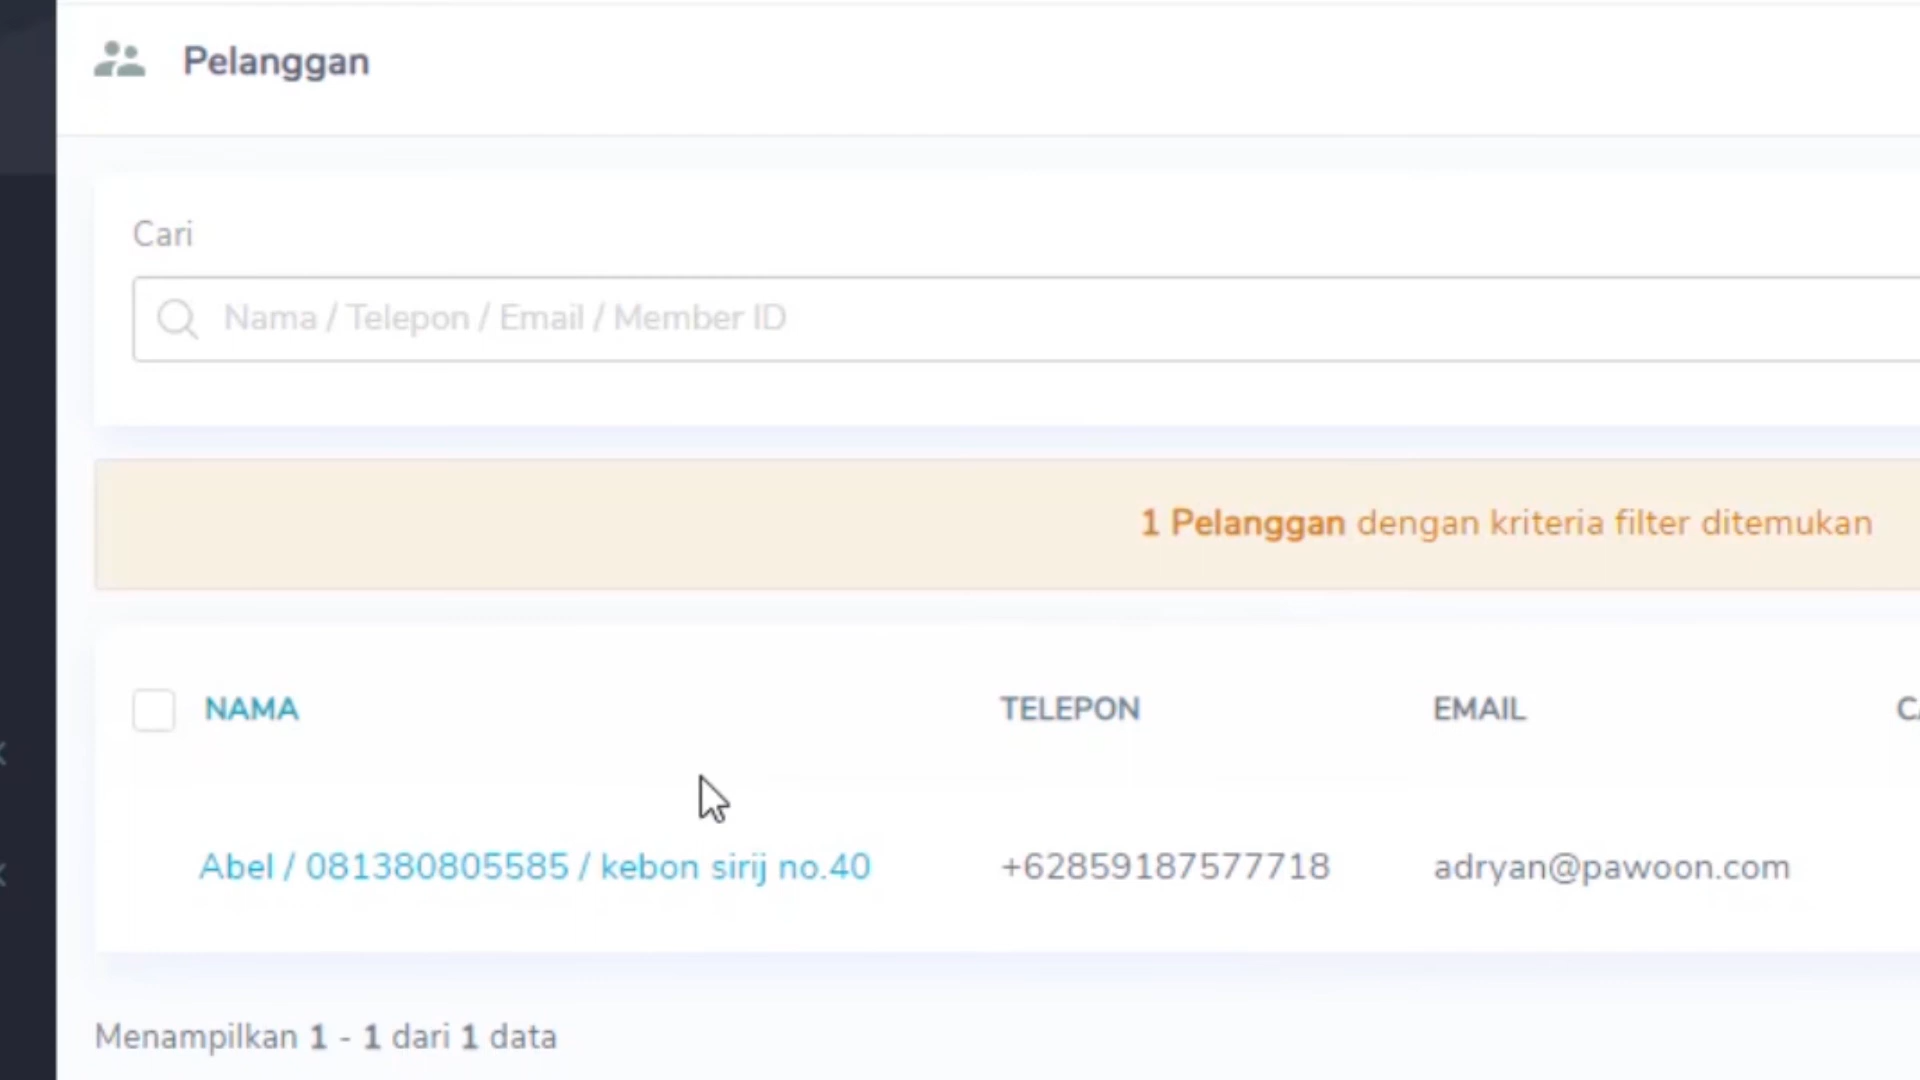 Pelanggan
Cari
Nama / Telepon / Email / Member ID
1 Pelanggan dengan kriteria filter ditemukan
NAMA TELEPON EMAIL
Abel / 081380805585 / kebon sirij no.40 +62859187577718 adryan@pawoon.com
Menampilkan 1 - 1 dari 1 data